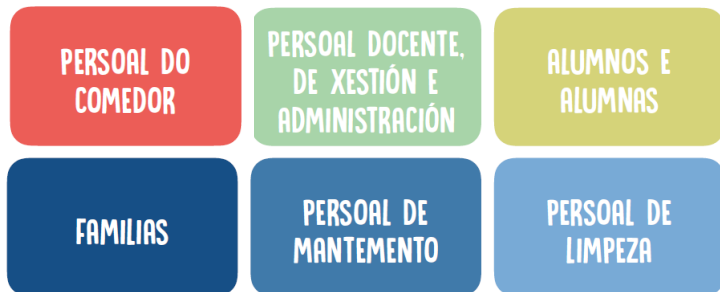 PERSOAL DO
COMEDOR
PERSOAL DOCENTE,
DE XESTIÓN E
ADMINISTRACIÓN
ALUMNOS E
ALUMNAS
FAMILIAS
PERSOAL DE
MANTEMENTO
PERSOAL DE
LIMPEZA